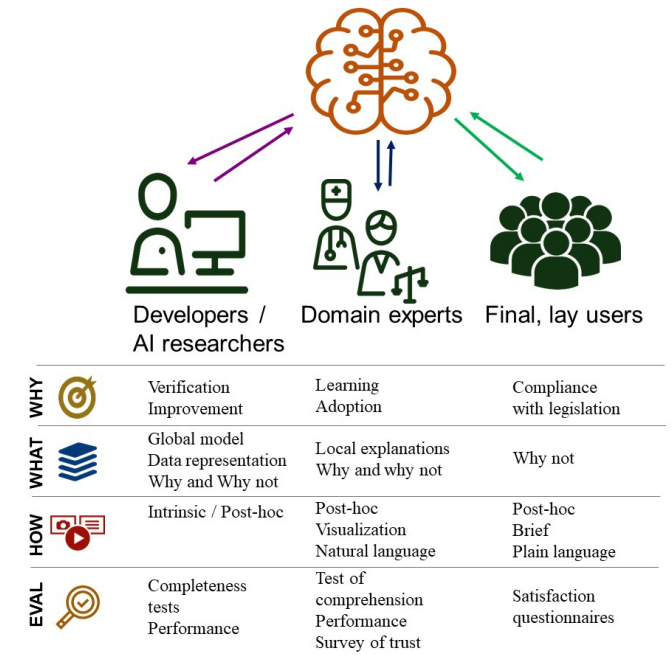 Developers /
AI researchers
Domain experts
Final, lay users
WHY
Verification
Improvement
Learning
Adoption
Compliance
with legislation
WHAT
Global model
Data representation
Why and Why not
Local explanations
Why and why not
Why not
HOW
Intrinsic / Post-hoc
Post-hoc
Visualization
Natural language
Post-hoc
Brief
Plain language
EVAL
Completeness
tests
Performance
Test of
comprehension
Performance
Survey of trust
Satisfaction
questionnaires